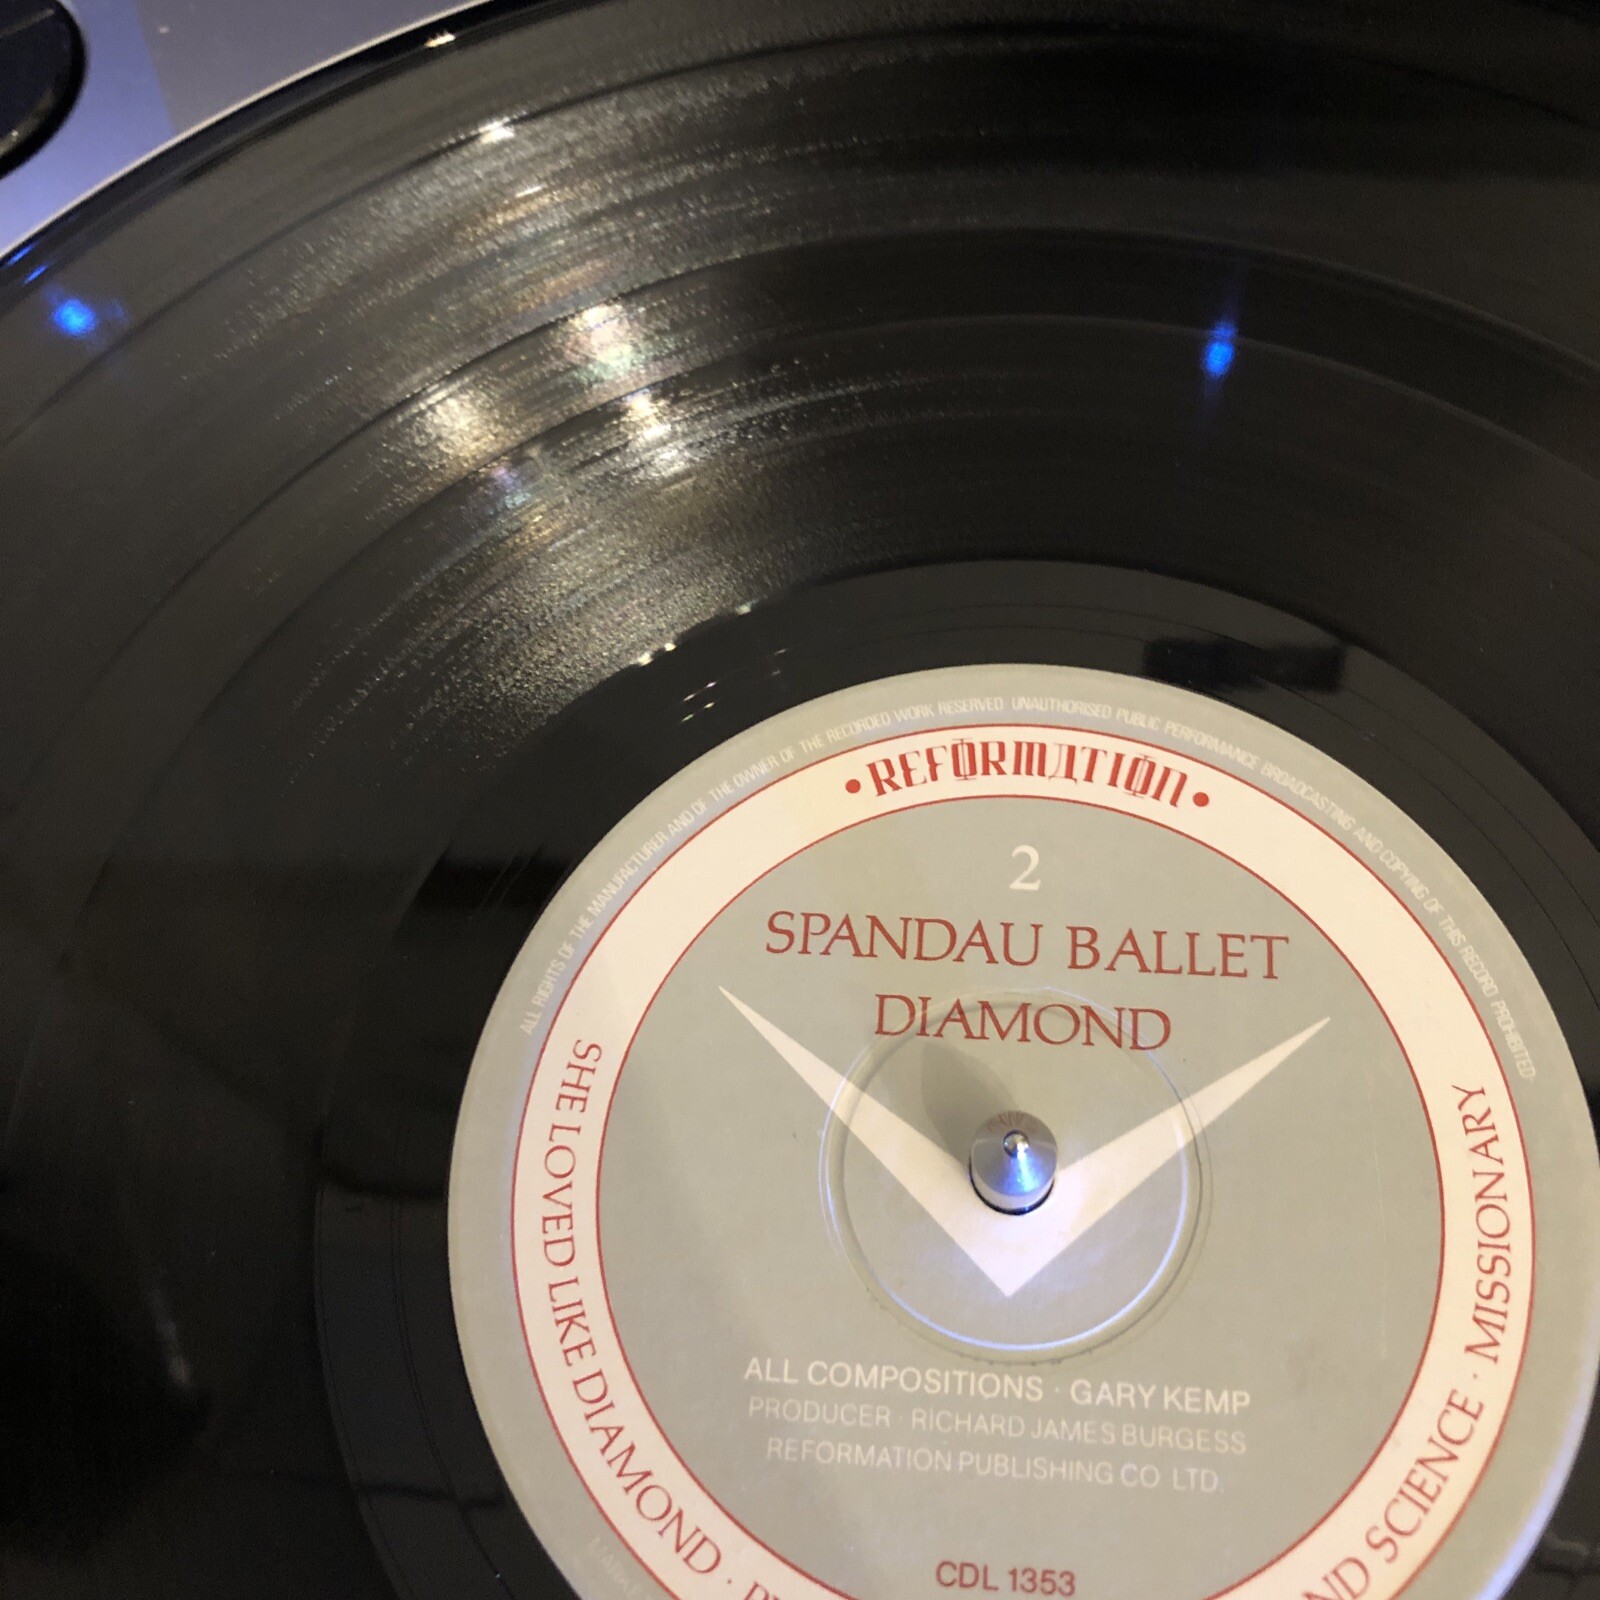 ALL RIGHTS OF THE MANUFACTURER AND OF THE OWNER OF THE RECORDED WORK RESERVED UNAUTHORISED PUBLIC PERFORMANCE BROADCASTING AND COPYING OF THIS RECORD PROHIBITED
• REFORMATION •
2
SPANDAU BALLET
DIAMOND
SHE LOVED LIKE DIAMOND ·
SCIENCE · MISSIONARY
ALL COMPOSITIONS · GARY KEMP
PRODUCER · RICHARD JAMES BURGESS
REFORMATION PUBLISHING CO LTD.
CDL 1353